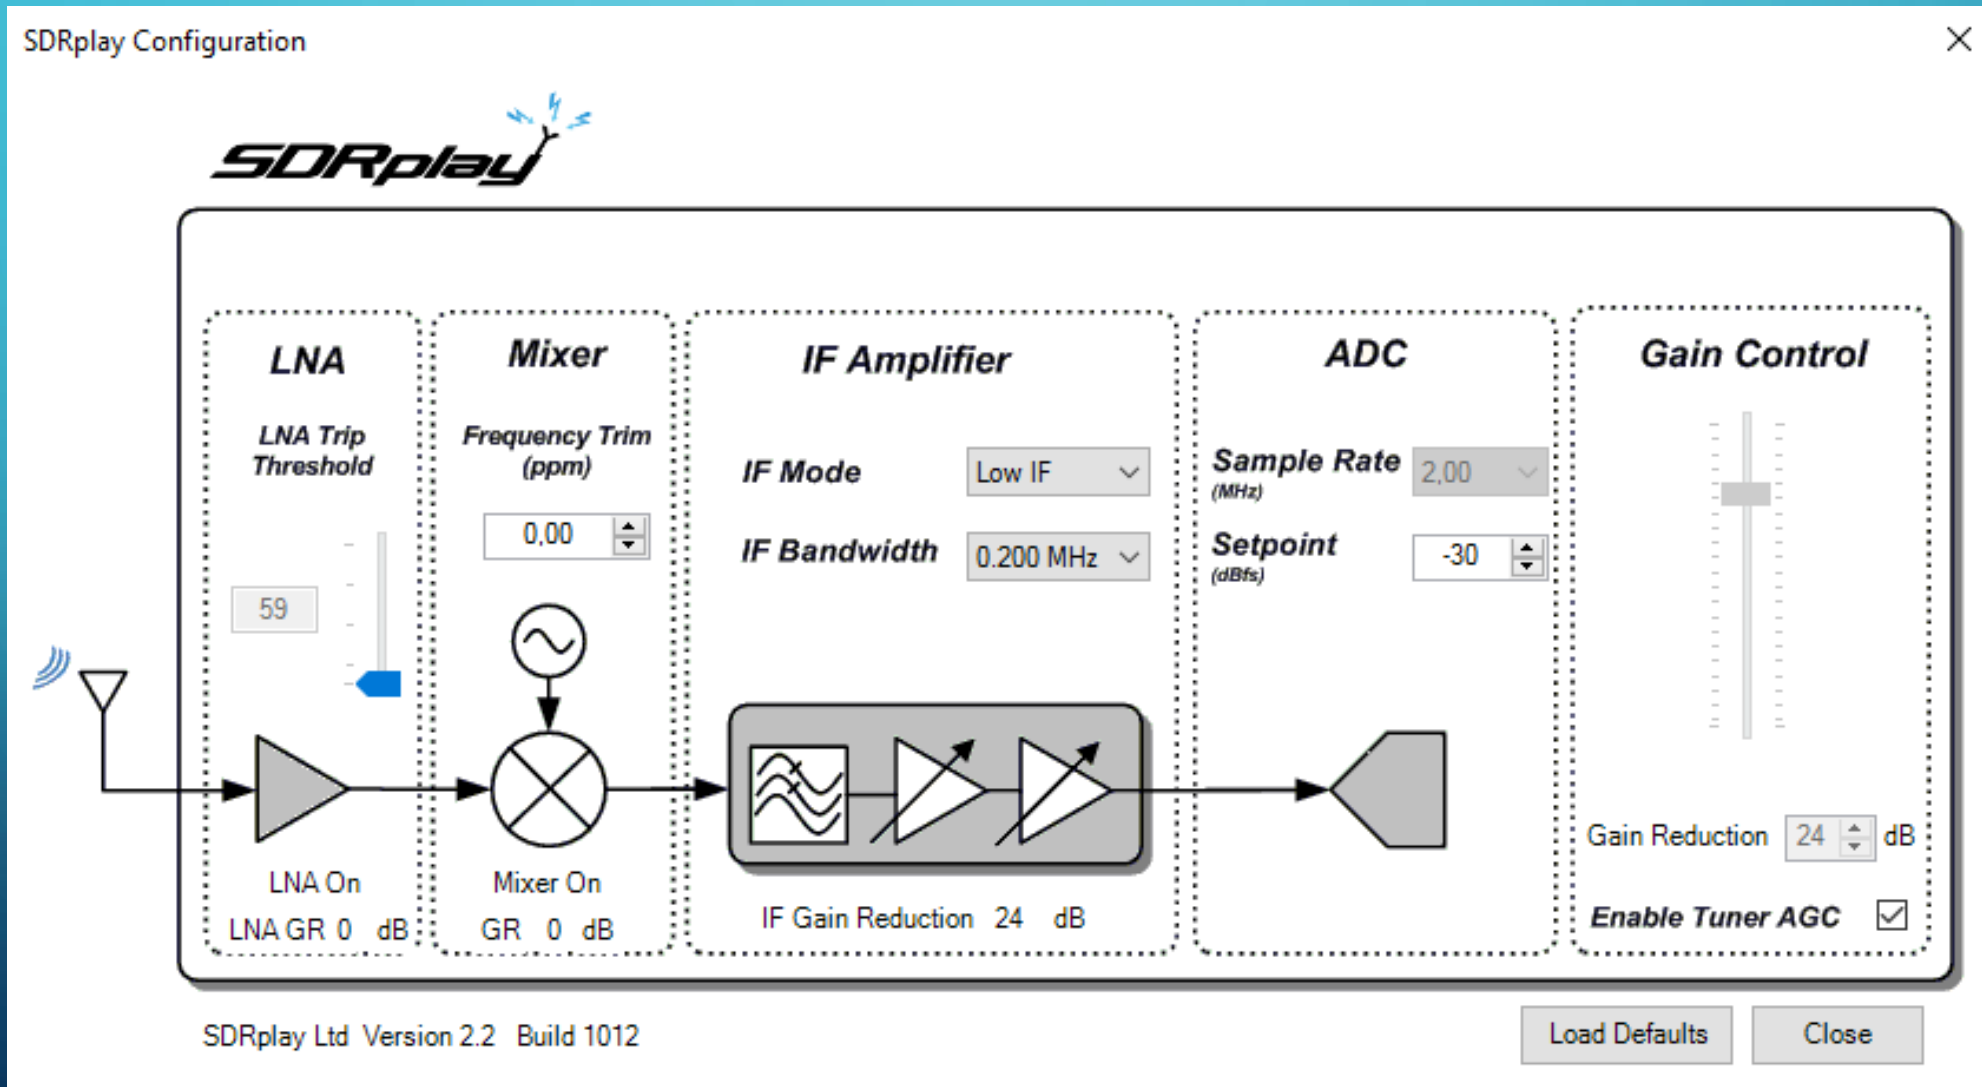 SDRplay Configuration
SDRplay
LNA
LNA Trip
Threshold
59
LNA On
LNA GR 0 dB
Mixer
Frequency Trim
(ppm)
0,00
Mixer On
GR 0 dB
IF Amplifier
IF Mode Low IF
IF Bandwidth 0.200 MHz
IF Gain Reduction 24 dB
ADC
Sample Rate 2,00
(MHz)
Setpoint -30
(dBfs)
Gain Control
Gain Reduction 24 dB
Enable Tuner AGC
SDRplay Ltd Version 2.2 Build 1012
Load Defaults Close